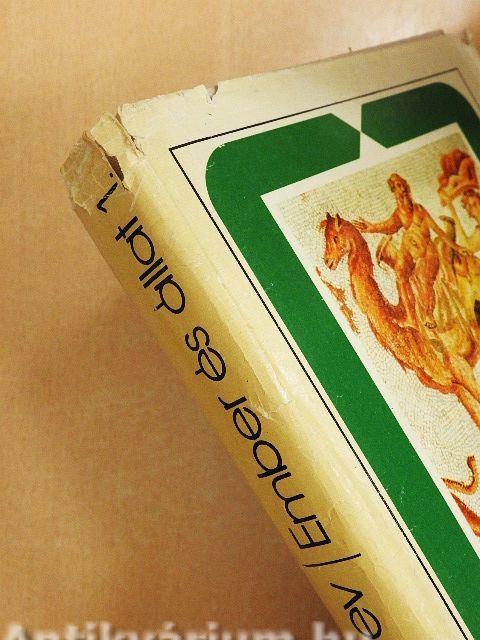 ev/Ember és állat 1.
Antikvárium.hu